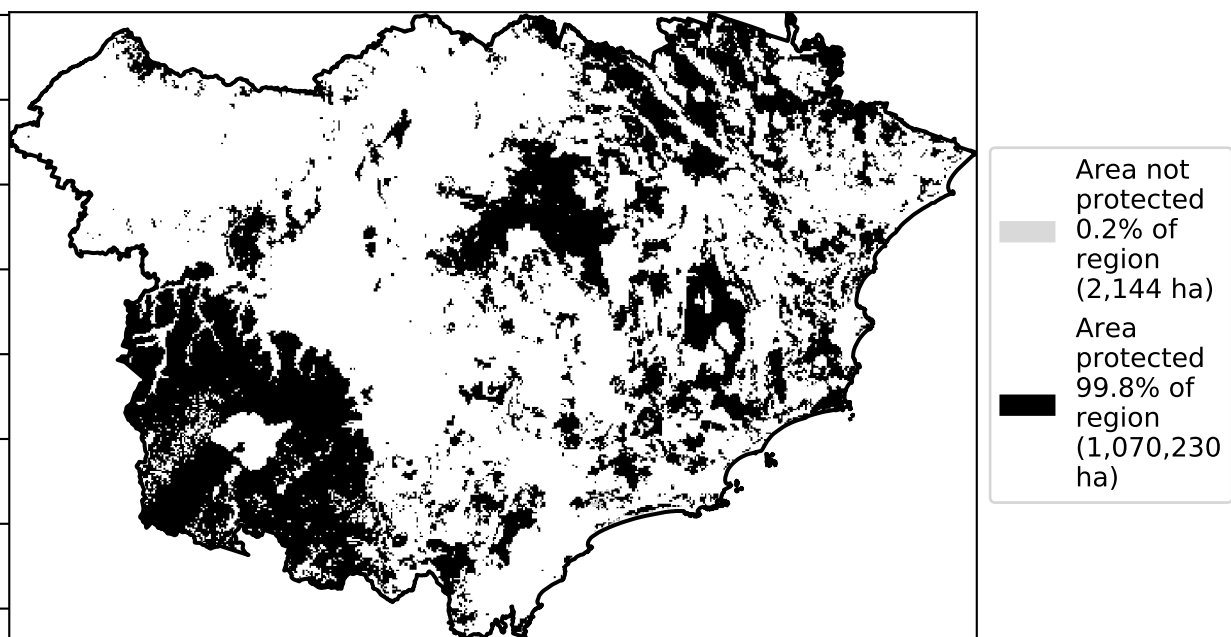 Area not
protected
0.2% of
region
(2,144 ha)
Area
protected
99.8% of
region
(1,070,230
ha)